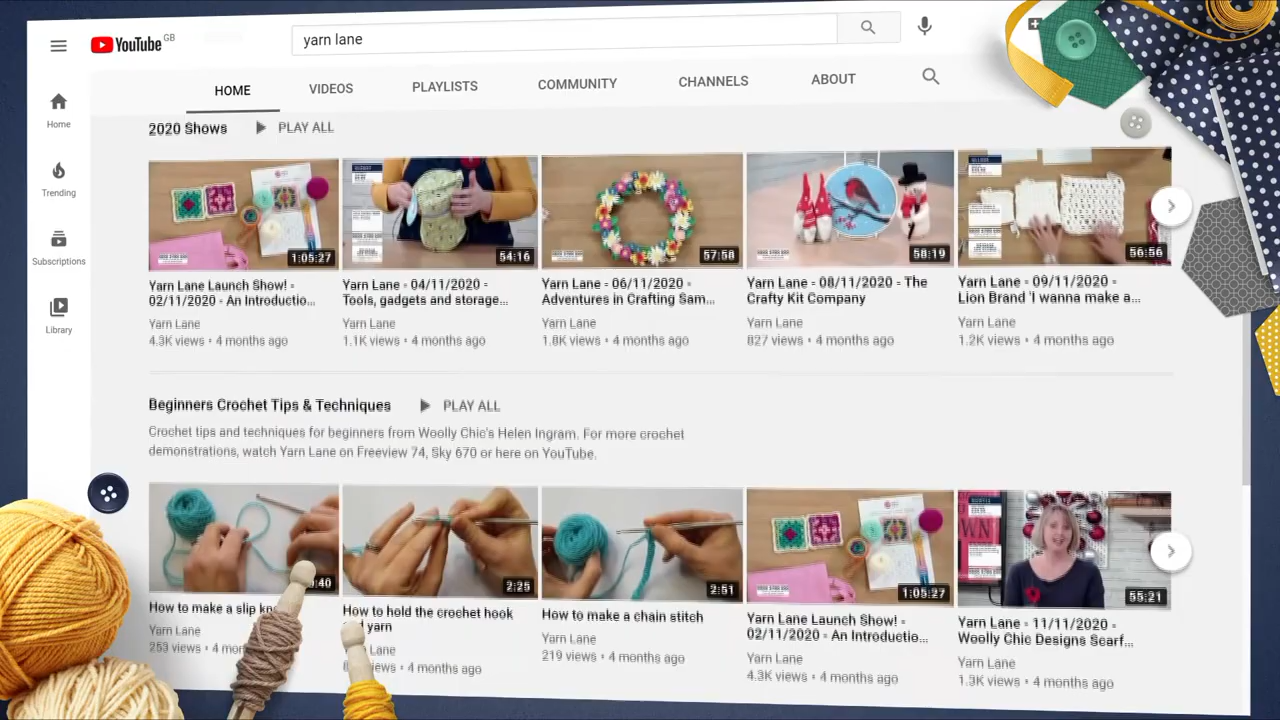 YouTube GB
yarn lane
HOME VIDEOS PLAYLISTS COMMUNITY CHANNELS ABOUT
Home
Trending
Subscriptions
Library
2020 Shows PLAY ALL
1:05:27 54:16 57:58 58:19 56:56
Yarn Lane Launch Show! -
02/11/2020 - An Introductio...
Yarn Lane
4.3K views • 4 months ago
Yarn Lane - 04/11/2020 -
Tools, gadgets and storage...
Yarn Lane
1.1K views • 4 months ago
Yarn Lane - 06/11/2020 -
Adventures in Crafting Sam...
Yarn Lane
1.8K views • 4 months ago
Yarn Lane - 08/11/2020 - The
Crafty Kit Company
Yarn Lane
827 views • 4 months ago
Yarn Lane - 09/11/2020 -
Lion Brand 'I wanna make a...
Yarn Lane
1.2K views • 4 months ago
Beginners Crochet Tips & Techniques PLAY ALL
Crochet tips and techniques for beginners from Woolly Chic's Helen Ingram. For more crochet
demonstrations, watch Yarn Lane on Freeview 74, Sky 670 or here on YouTube.
:40 2:25 2:51 1:05:27 55:21
How to make a slip
Yarn Lane
253 views • 4
How to hold the crochet hook
yarn
Lane
views • 4 months ago
How to make a chain stitch
Yarn Lane
219 views • 4 months ago
Yarn Lane Launch Show! -
02/11/2020 - An Introductio...
Yarn Lane
4.3K views • 4 months ago
Yarn Lane - 11/11/2020 -
Woolly Chic Designs Scarf...
Yarn Lane
1.3K views • 4 months ago